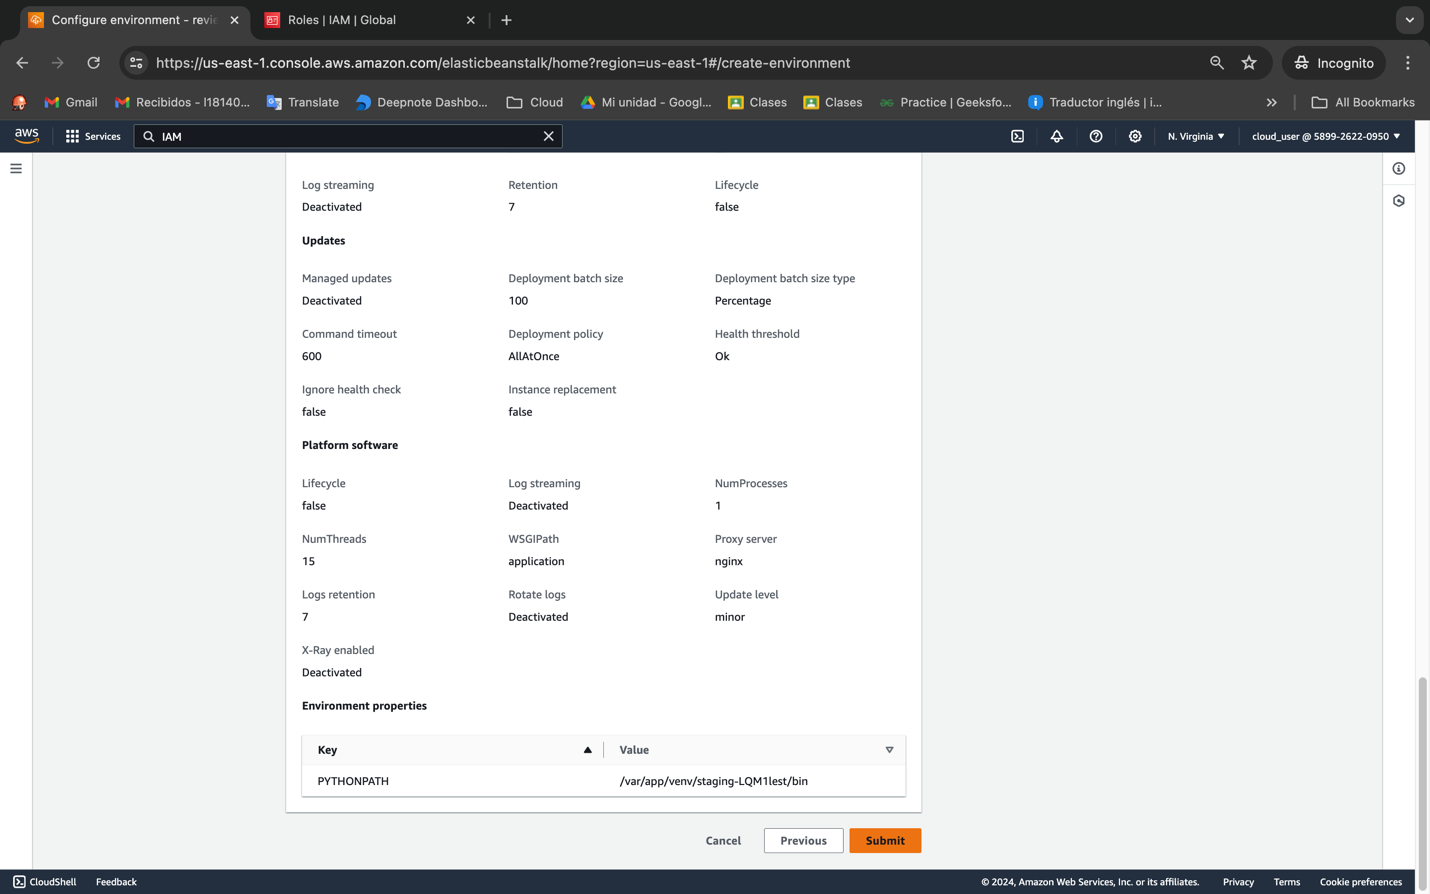 Configure environment - revie
Roles | IAM | Global
https://us-east-1.console.aws.amazon.com/elasticbeanstalk/home?region=us-east-1#/create-environment
Incognito
Gmail
Recibidos - l18140...
Translate
Deepnote Dashbo...
Cloud
Mi unidad - Googl...
Clases
Clases
Practice | Geeksfo...
Traductor inglés | i...
All Bookmarks
aws
Services
IAM
N. Virginia
cloud_user @ 5899-2622-0950
Log streaming Retention Lifecycle
Deactivated 7 false
Updates
Managed updates Deployment batch size Deployment batch size type
Deactivated 100 Percentage
Command timeout Deployment policy Health threshold
600 AllAtOnce Ok
Ignore health check Instance replacement
false false
Platform software
Lifecycle Log streaming NumProcesses
false Deactivated 1
NumThreads WSGIPath Proxy server
15 application nginx
Logs retention Rotate logs Update level
7 Deactivated minor
X-Ray enabled
Deactivated
Environment properties
Key Value
PYTHONPATH /var/app/venv/staging-LQM1lest/bin
Cancel Previous Submit
CloudShell Feedback © 2024, Amazon Web Services, Inc. or its affiliates. Privacy Terms Cookie preferences